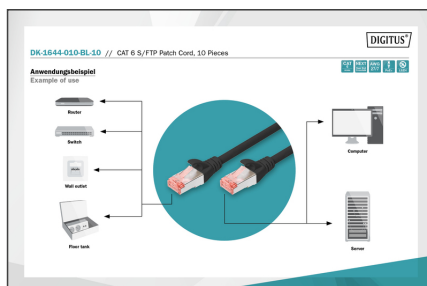 DIGITUS®
DK-1644-010-BL-10 // CAT 6 S/FTP Patch Cord, 10 Pieces
Anwendungsbeispiel
Example of use
Router
Switch
Wall outlet
Floor tank
Computer
Server